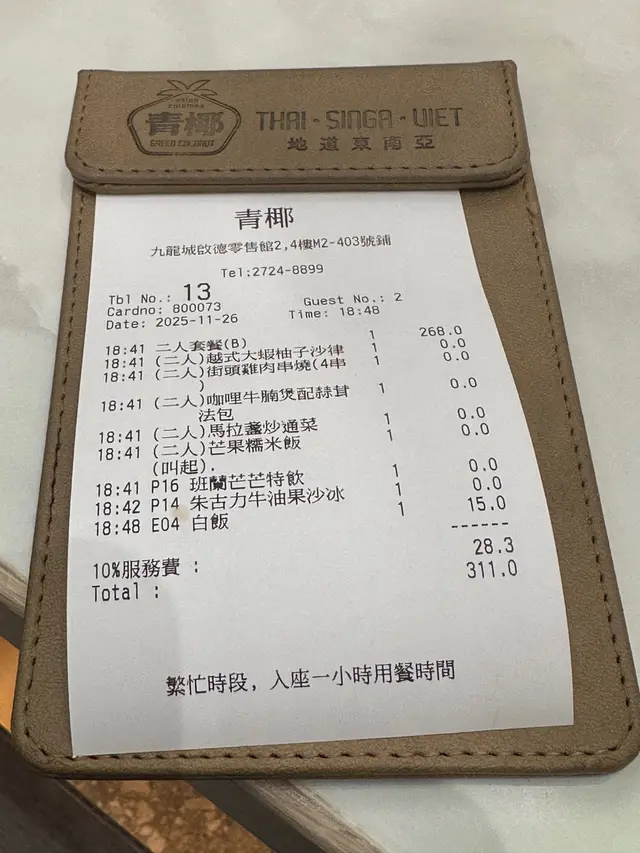 asian cuisines
青椰
GREEN COCONUT
THAI · SINGA · VIET
地道東南亞
青椰
九龍城啟德零售館2,4樓M2-403號鋪
Tel:2724-8899
Tbl No.: 13 Guest No.: 2
Cardno: 800073
Date: 2025-11-26 Time: 18:48
18:41 二人套餐(B) 1 268.0
18:41 (二人)越式大蝦柚子沙律 1 0.0
18:41 (二人)街頭雞肉串燒(4串 1 0.0
)
18:41 (二人)咖哩牛腩煲配蒜茸 1 0.0
法包
18:41 (二人)馬拉盞炒通菜 1 0.0
18:41 (二人)芒果糯米飯 1 0.0
(叫起).
18:41 P16 班蘭芒芒特飲 1 0.0
18:42 P14 朱古力牛油果沙冰 1 0.0
18:48 E04 白飯 1 15.0
------
10%服務費 : 28.3
Total : 311.0
繁忙時段, 入座一小時用餐時間